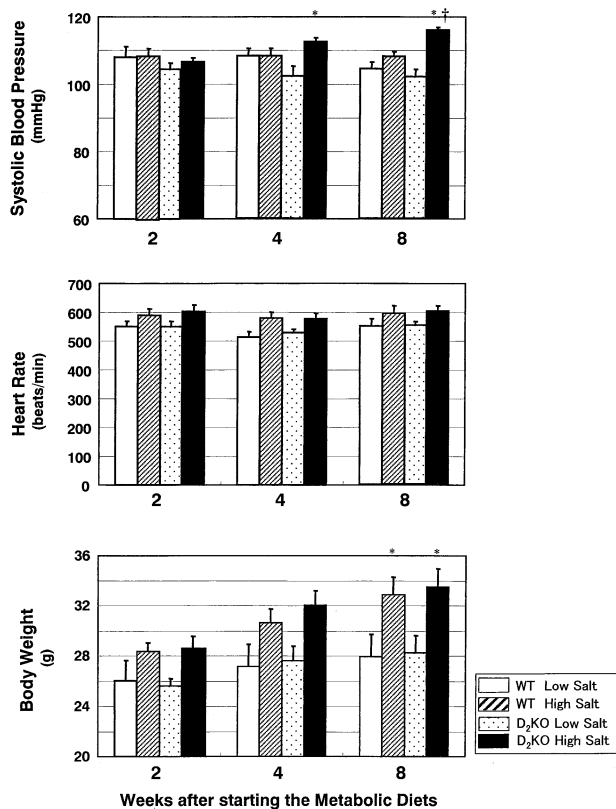 Systolic Blood Pressure
(mmHg)
120
100
80
60
*
* †
2 4 8
Heart Rate
(beats/min)
700
600
500
400
300
200
100
0
2 4 8
Body Weight
(g)
36
32
28
26
20
* *
2 4 8
Weeks after starting the Metabolic Diets
WT Low Salt
WT High Salt
D₂KO Low Salt
D₂KO High Salt